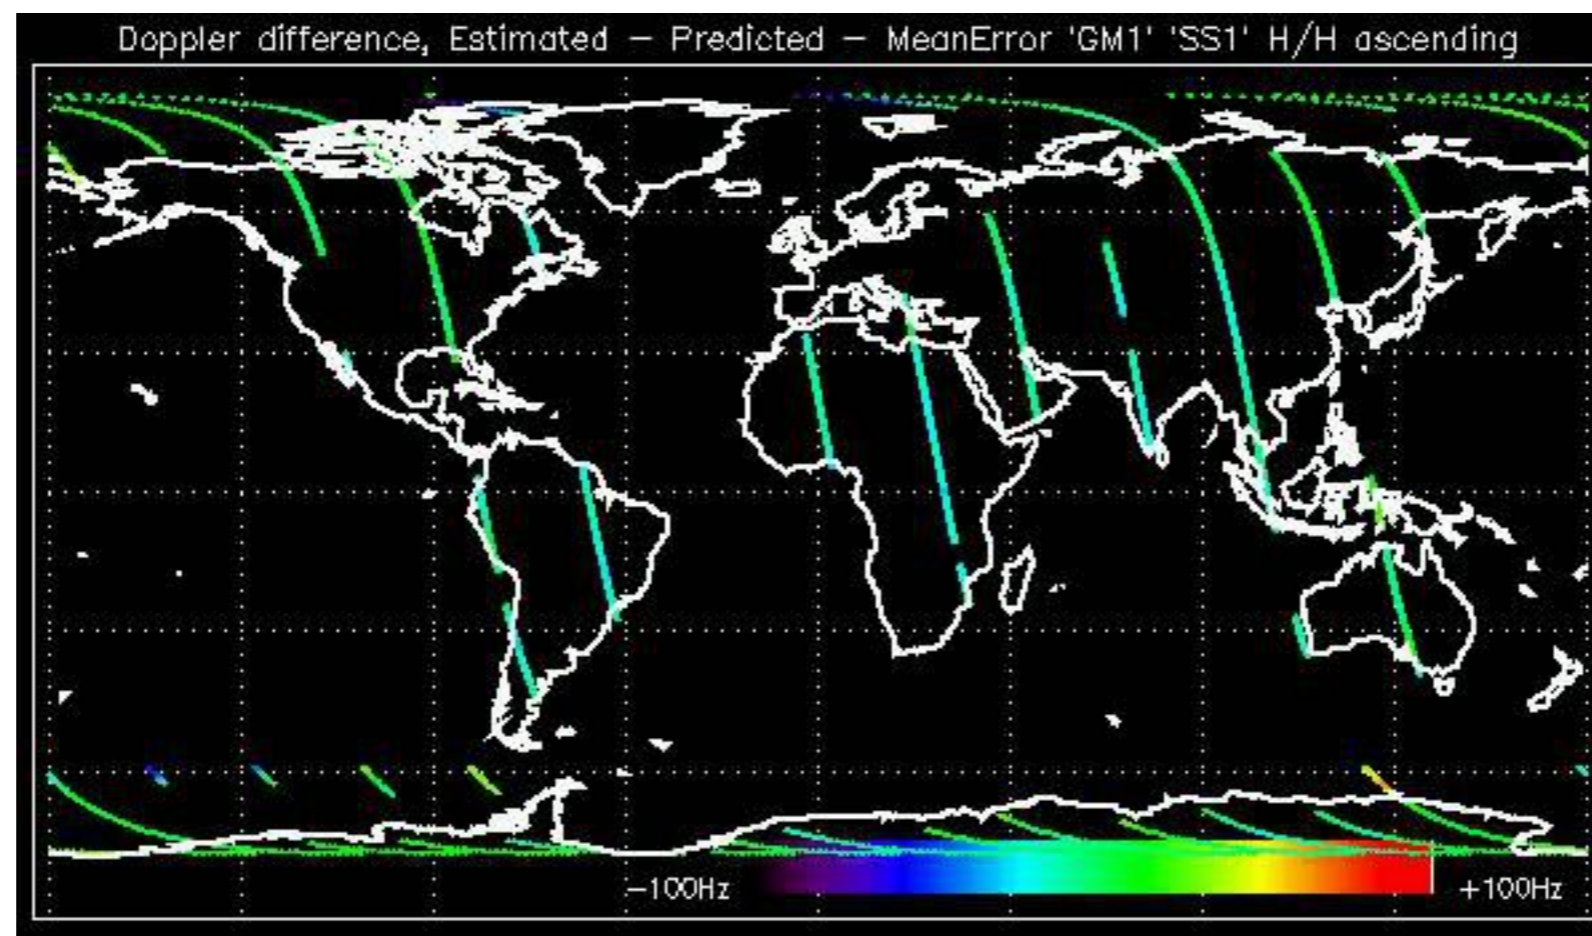 Doppler difference, Estimated − Predicted − MeanError 'GM1' 'SS1' H/H ascending
−100Hz
+100Hz